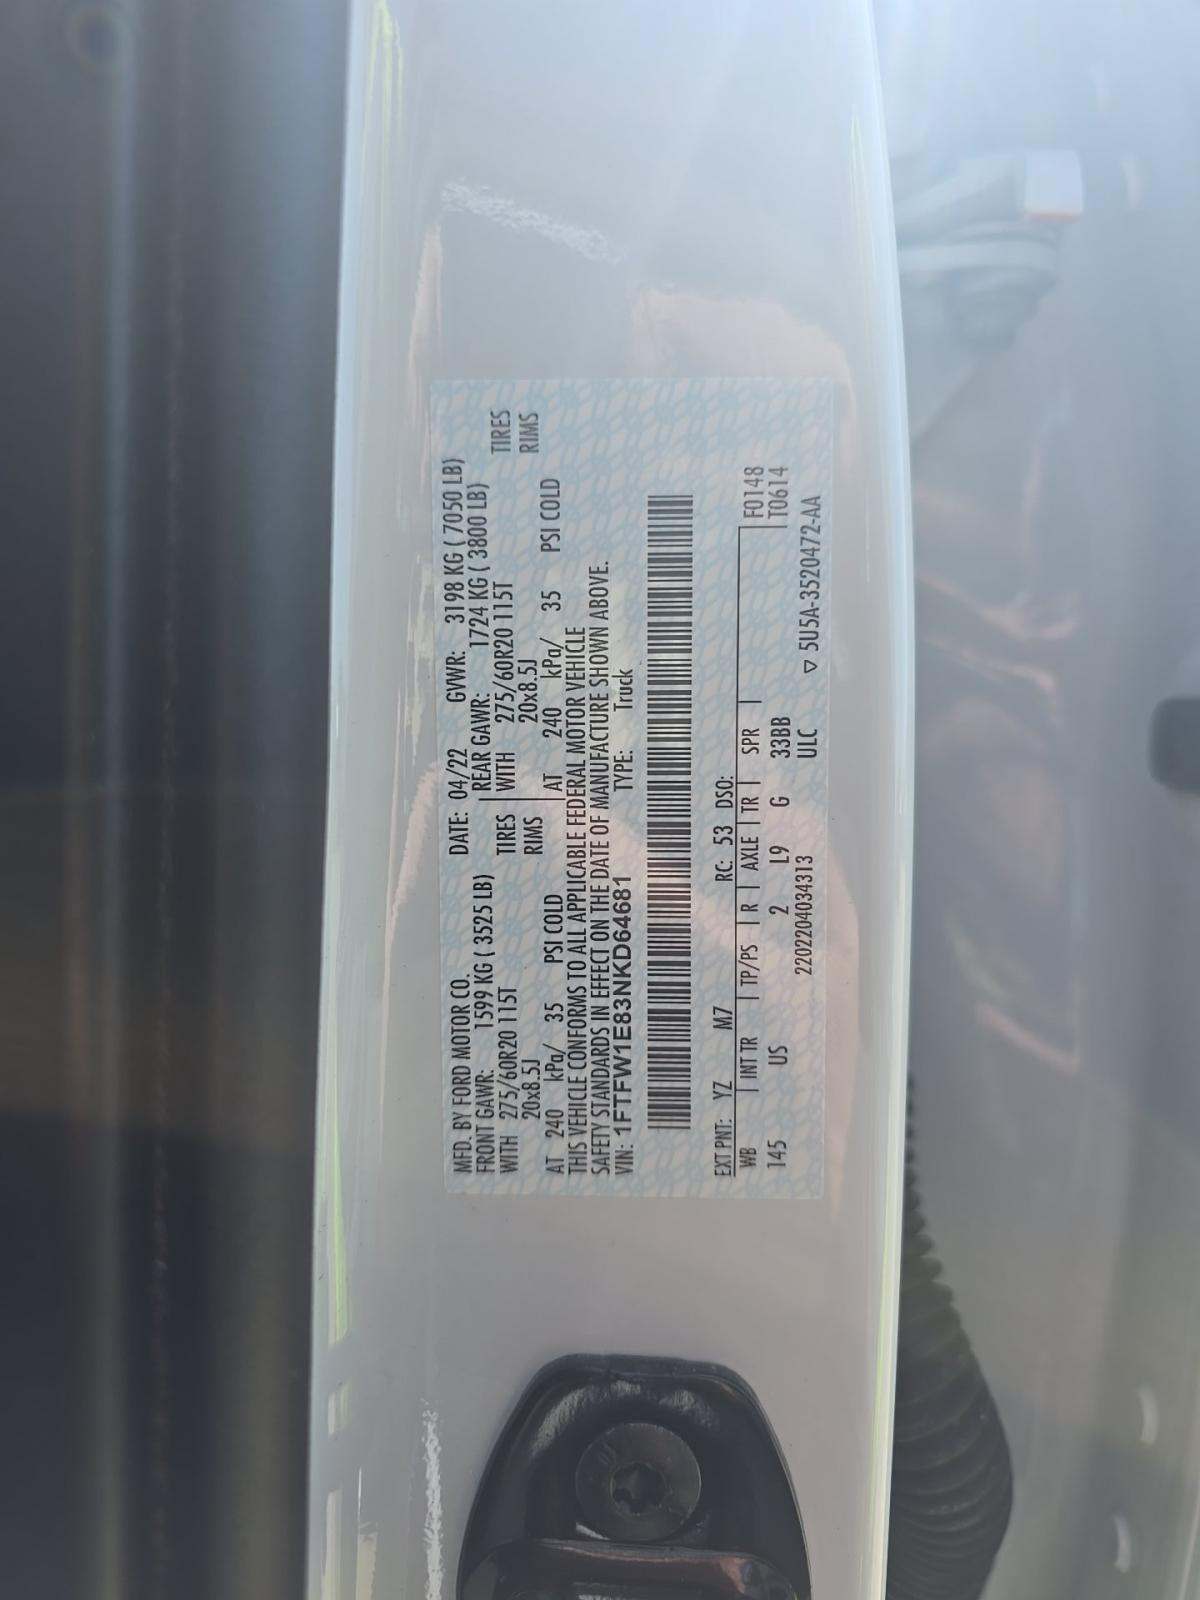 MFD. BY FORD MOTOR CO. DATE: 04/22 GVWR: 3198 KG ( 7050 LB)
FRONT GAWR: 1599 KG ( 3525 LB) REAR GAWR: 1724 KG ( 3800 LB)
WITH 275/60R20 115T TIRES WITH 275/60R20 115T TIRES
20x8.5J RIMS 20x8.5J RIMS
AT 240 kPa/ 35 PSI COLD AT 240 kPa/ 35 PSI COLD
THIS VEHICLE CONFORMS TO ALL APPLICABLE FEDERAL MOTOR VEHICLE
SAFETY STANDARDS IN EFFECT ON THE DATE OF MANUFACTURE SHOWN ABOVE.
VIN: 1FTFW1E83NKD64681 TYPE: Truck
EXT PNT: YZ M7 RC: 53 DSO: F0148
WB INT TR TP/PS R AXLE TR SPR T0614
145 US 2 L9 G 33BB
2202204034313 ULC ▽ 5U5A-3520472-AA